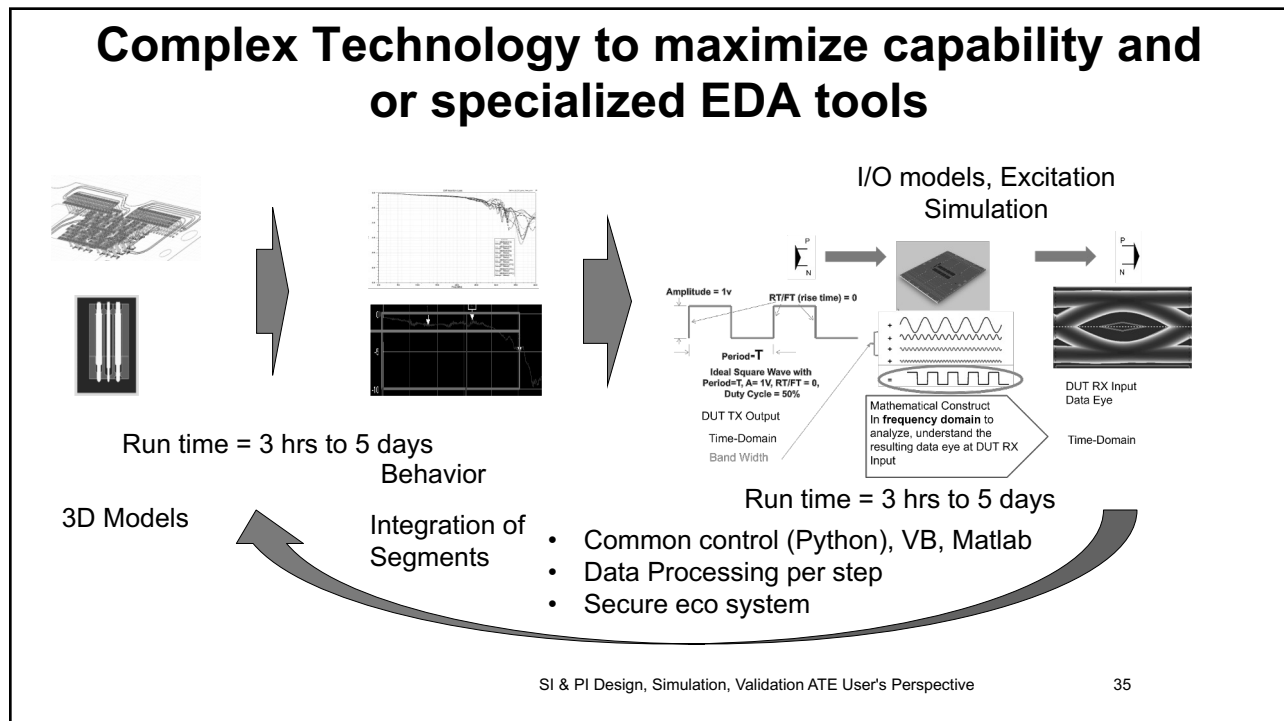 Complex Technology to maximize capability and
or specialized EDA tools
I/O models, Excitation
Simulation
P
N
P
N
Amplitude = 1v
RT/FT (rise time) = 0
Period-T
Ideal Square Wave with
Period=T, A= 1V, RT/FT = 0,
Duty Cycle = 50%
DUT TX Output
Time-Domain
Band Width
+
+
+
+
=
Mathematical Construct
In frequency domain to
analyze, understand the
resulting data eye at DUT RX
Input
DUT RX Input
Data Eye
Time-Domain
0
-5
-10
Run time = 3 hrs to 5 days
Behavior
Run time = 3 hrs to 5 days
3D Models
Integration of
Segments
• Common control (Python), VB, Matlab
• Data Processing per step
• Secure eco system
SI & PI Design, Simulation, Validation ATE User's Perspective
35